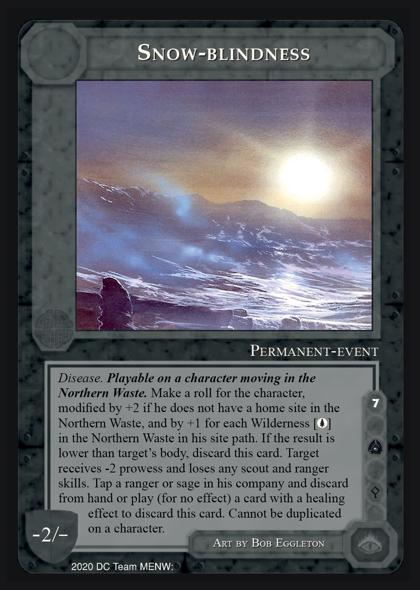 SNOW-BLINDNESS
PERMANENT-EVENT
Disease. Playable on a character moving in the
Northern Waste. Make a roll for the character,
modified by +2 if he does not have a home site in the
Northern Waste, and by +1 for each Wilderness []
in the Northern Waste in his site path. If the result is
lower than target's body, discard this card. Target
receives -2 prowess and loses any scout and ranger
skills. Tap a ranger or sage in his company and discard
from hand or play (for no effect) a card with a healing
effect to discard this card. Cannot be duplicated
on a character.
7
-2/–
ART BY BOB EGGLETON
2020 DC Team MENW: